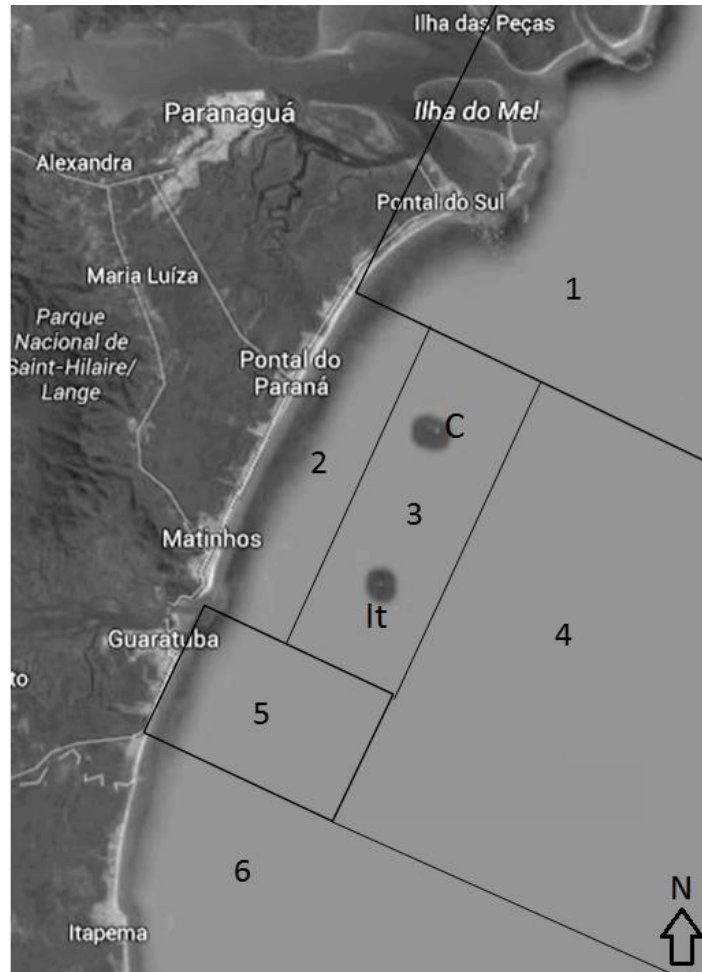 Ilha das Peças
Paranaguá
Ilha do Mel
Alexandra
Pontal do Sul
Maria Luíza
1
Parque
Nacional de
Saint-Hilaire/
Lange
Pontal do
Paraná
C
2
3
Matinhos
It
Guaratuba
4
to
5
6
N
Itapema